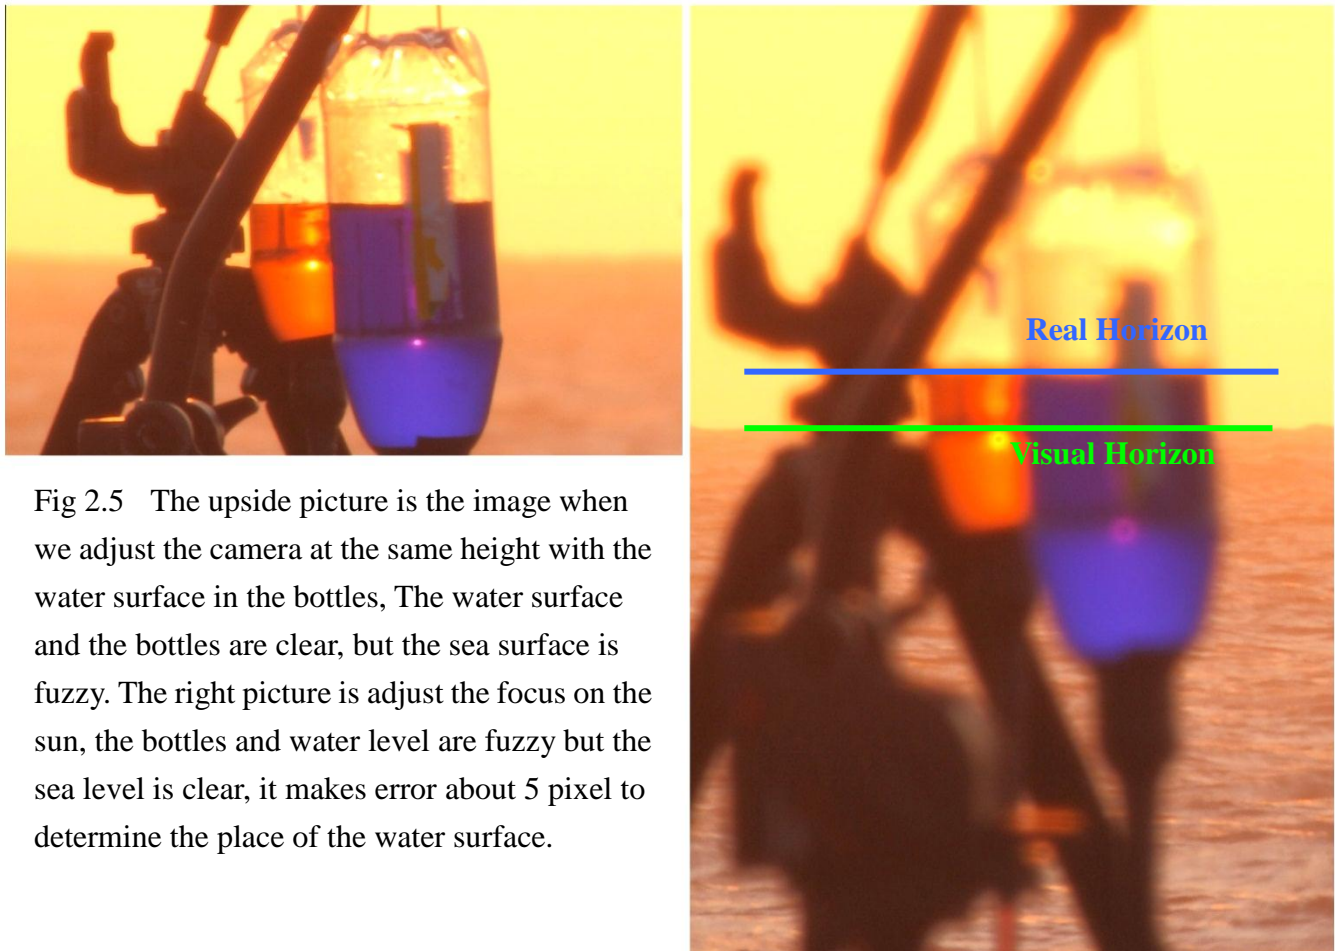 Real Horizon
Visual Horizon
Fig 2.5 The upside picture is the image when
we adjust the camera at the same height with the
water surface in the bottles, The water surface
and the bottles are clear, but the sea surface is
fuzzy. The right picture is adjust the focus on the
sun, the bottles and water level are fuzzy but the
sea level is clear, it makes error about 5 pixel to
determine the place of the water surface.